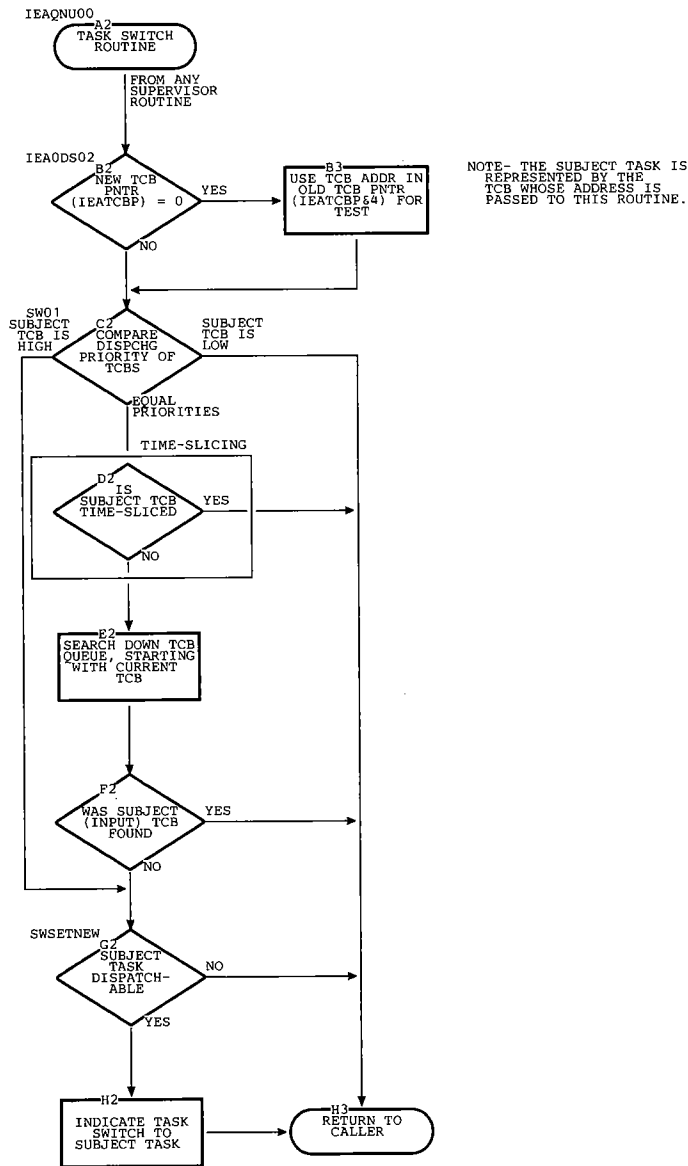 IEAQNU00
A2
TASK SWITCH
ROUTINE
FROM ANY
SUPERVISOR
ROUTINE
IEA0DS02
B2
NEW TCB
PNTR
(IEATCBP) = 0
YES
NO
B3
USE TCB ADDR IN
OLD TCB PNTR
(IEATCBP&4) FOR
TEST
NOTE- THE SUBJECT TASK IS
REPRESENTED BY THE
TCB WHOSE ADDRESS IS
PASSED TO THIS ROUTINE.
SW01
SUBJECT
TCB IS
HIGH
C2
COMPARE
DISPCHG
PRIORITY OF
TCBS
SUBJECT
TCB IS
LOW
EQUAL
PRIORITIES
TIME-SLICING
D2
IS
SUBJECT TCB
TIME-SLICED
YES
NO
E2
SEARCH DOWN TCB
QUEUE, STARTING
WITH CURRENT
TCB
F2
WAS SUBJECT
(INPUT) TCB
FOUND
YES
NO
SWSETNEW
G2
SUBJECT
TASK
DISPATCH-
ABLE
NO
YES
H2
INDICATE TASK
SWITCH TO
SUBJECT TASK
H3
RETURN TO
CALLER